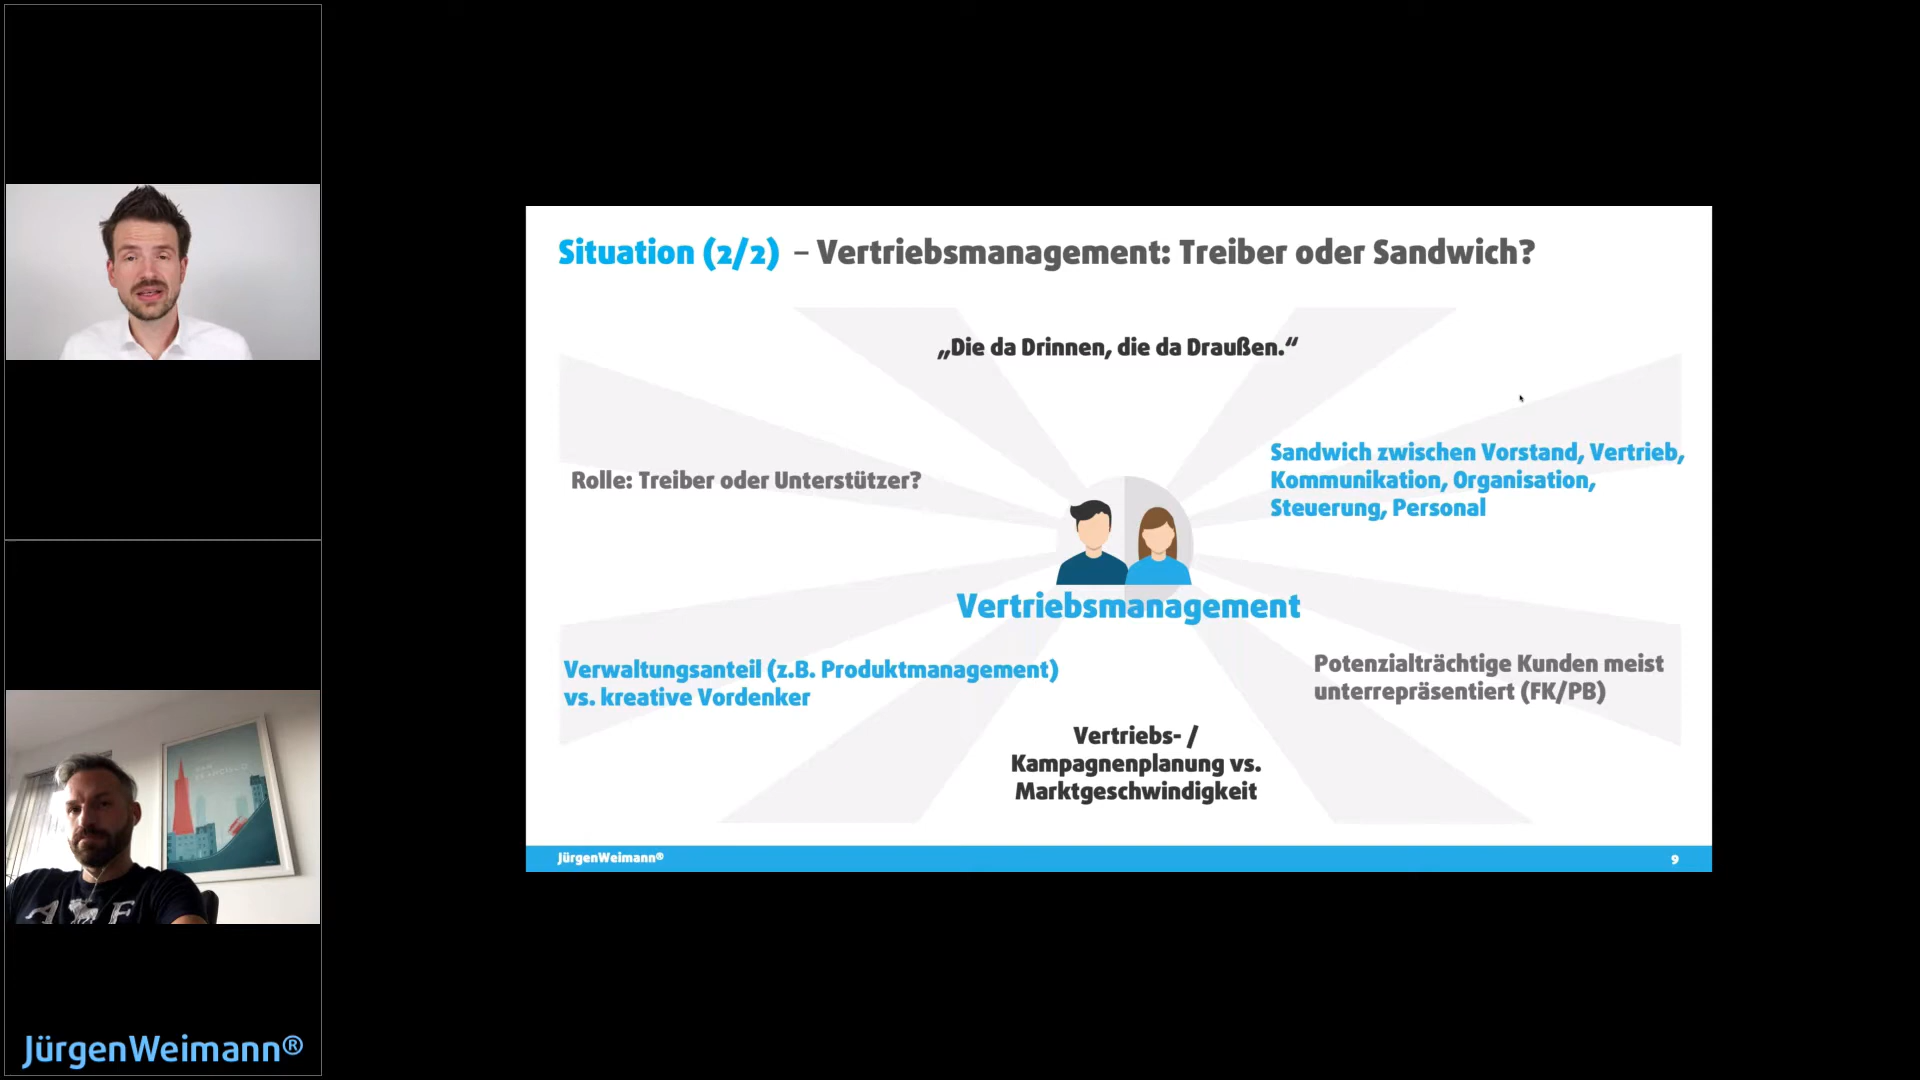 Situation (2/2) – Vertriebsmanagement: Treiber oder Sandwich?
„Die da Drinnen, die da Draußen.“
Rolle: Treiber oder Unterstützer?
Sandwich zwischen Vorstand, Vertrieb,
Kommunikation, Organisation,
Steuerung, Personal
Vertriebsmanagement
Verwaltungsanteil (z.B. Produktmanagement)
vs. kreative Vordenker
Potenzialträchtige Kunden meist
unterrepräsentiert (FK/PB)
Vertriebs- /
Kampagnenplanung vs.
Marktgeschwindigkeit
JürgenWeimann®
9
JürgenWeimann®